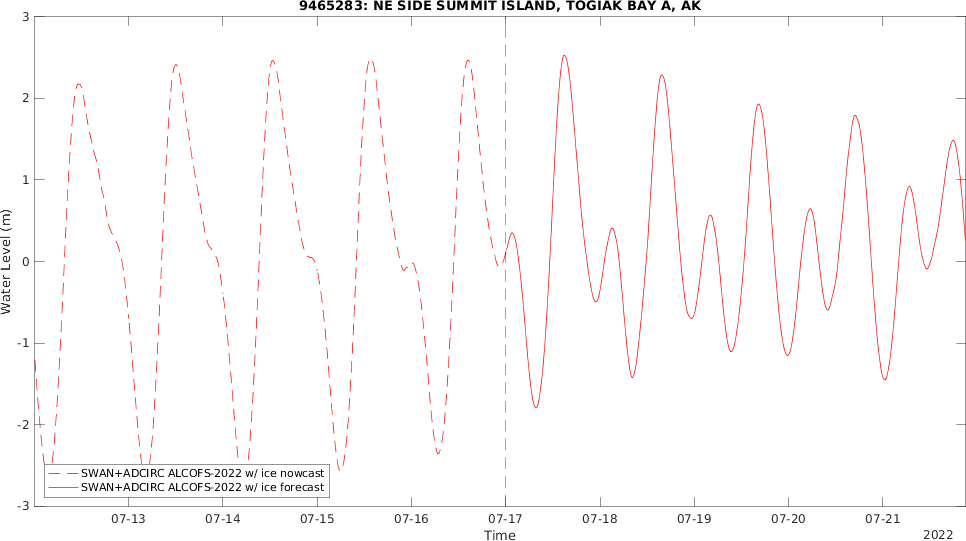 9465283: NE SIDE SUMMIT ISLAND, TOGIAK BAY A, AK
3
2
1
0
-1
-2
-3
Water Level (m)
SWAN+ADCIRC ALCOFS-2022 w/ ice nowcast
SWAN+ADCIRC ALCOFS-2022 w/ ice forecast
07-13 07-14 07-15 07-16 07-17 07-18 07-19 07-20 07-21
Time
2022